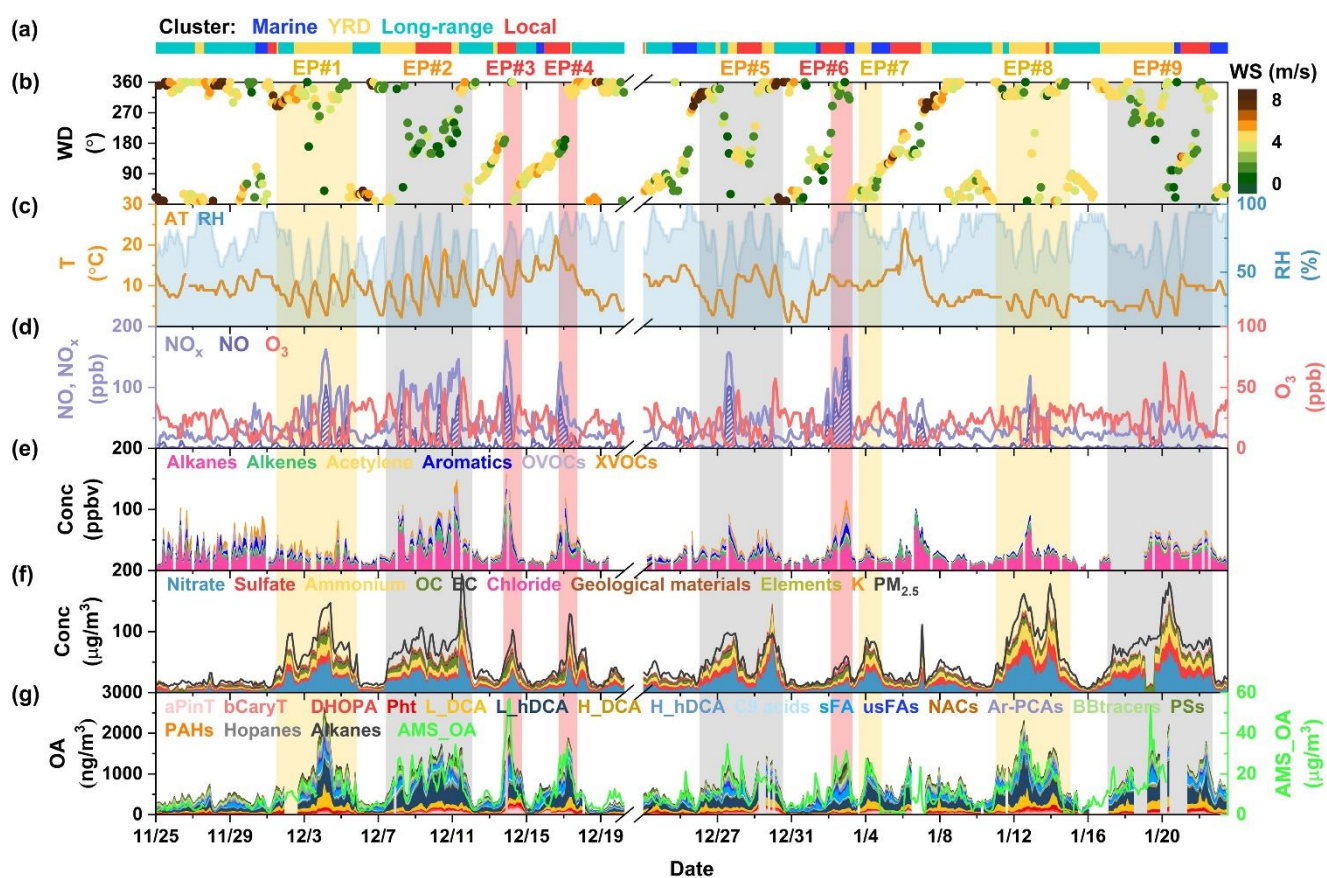 (a)
Cluster: Marine YRD Long-range Local
EP#1 EP#2 EP#3 EP#4 EP#5 EP#6 EP#7 EP#8 EP#9 WS (m/s)
(b)
360
270
180
90
WD
(°)
8
4
0
(c)
30
20
10
T
(°C)
AT RH
100%
50%
RH
(%)
(d)
200
100
NO, NOx
(ppb)
NOx NO O3
100
50
0
O3
(ppb)
(e)
200
100
Conc
(ppbv)
Alkanes Alkenes Acetylene Aromatics OVOCs XVOCs
(f)
200
100
Conc
(µg/m3)
Nitrate Sulfate Ammonium OC EC Chloride Geological materials Elements K PM2.5
(g)
3000
2000
1000
0
OA
(ng/m3)
aPinT bCaryT DHOPA Pht L_DCA L_hDCA H_DCA H_hDCA C8 acids sFA usFAs NACs Ar-PCAs BBtracers PSs
PAHs Hopanes Alkanes AMS_OA
60
40
20
0
AMS_OA
(µg/m3)
11/25 11/29 12/3 12/7 12/11 12/15 12/19 12/27 12/31 1/4 1/8 1/12 1/16 1/20
Date